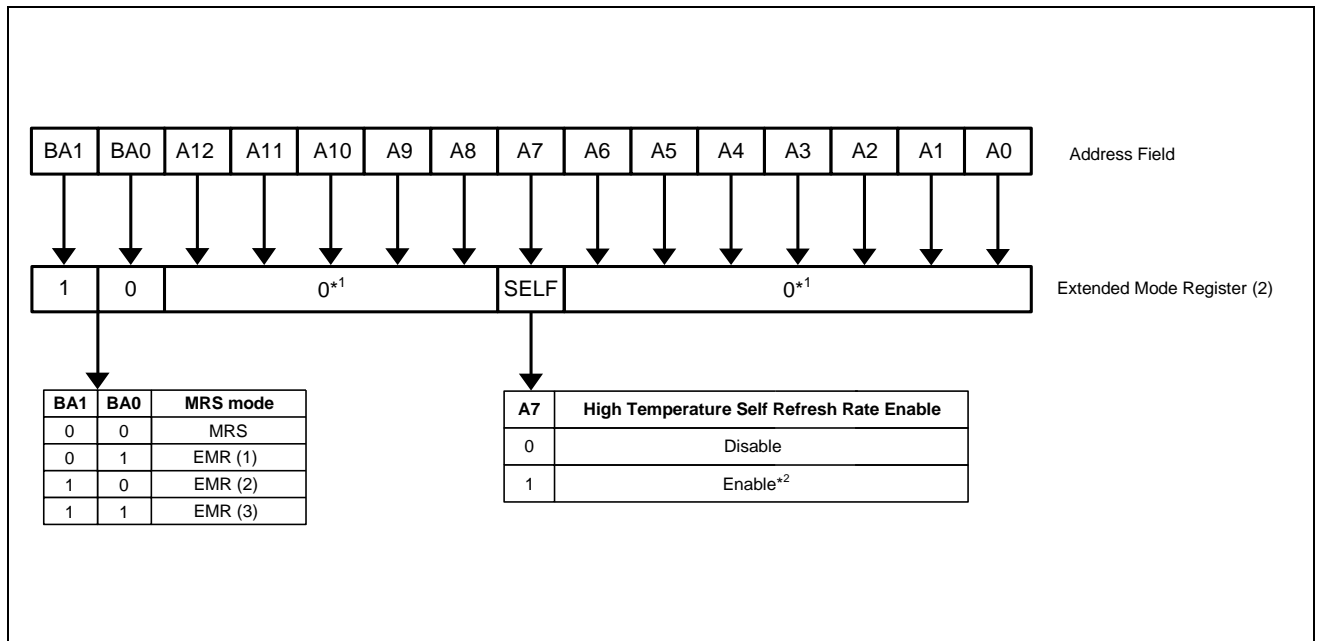 BA1 BA0 A12 A11 A10 A9 A8 A7 A6 A5 A4 A3 A2 A1 A0 Address Field
1 0 0*1 SELF 0*1 Extended Mode Register (2)
BA1 BA0 MRS mode
0 0 MRS
0 1 EMR (1)
1 0 EMR (2)
1 1 EMR (3)
A7 High Temperature Self Refresh Rate Enable
0 Disable
1 Enable*2